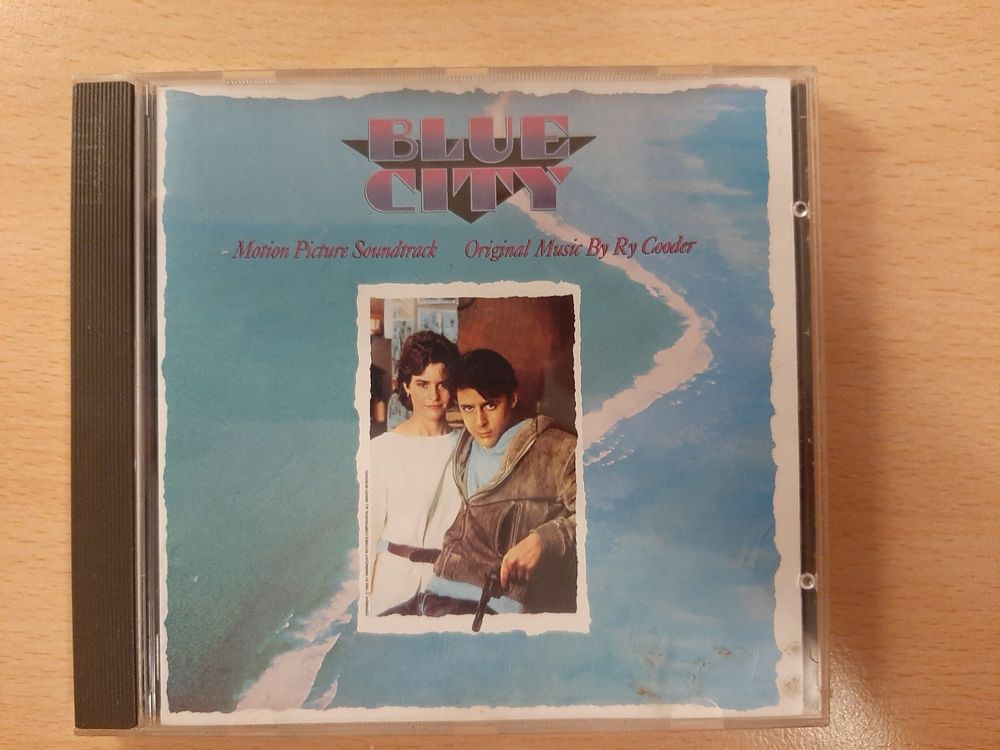 BLUE
CITY
Motion Picture Soundtrack Original Music By Ry Cooder